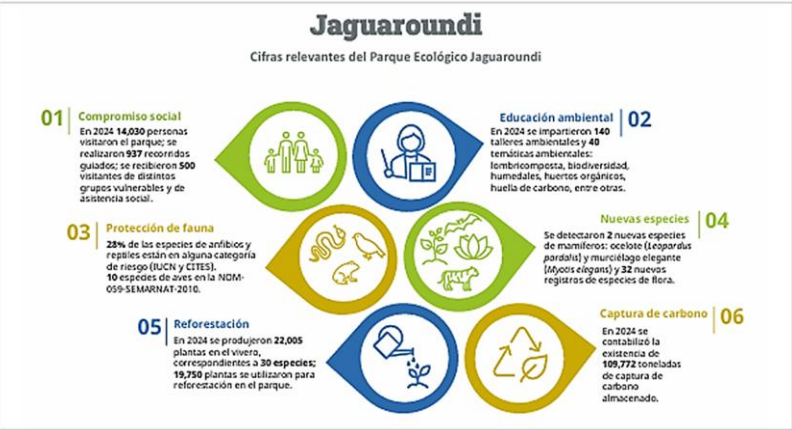 Jaguaroundi
Cifras relevantes del Parque Ecológico Jaguaroundi
01
Compromiso social
En 2024 14,030 personas
visitaron el parque; se
realizaron 937 recorridos
guiados; se recibieron 500
visitantes de distintos
grupos vulnerables y de
asistencia social.
Educación ambiental
02
En 2024 se impartieron 140
talleres ambientales y 40
temáticas ambientales:
lombricomposta, biodiversidad,
humedales, huertos orgánicos,
huella de carbono, entre otras.
03
Protección de fauna
28% de las especies de anfibios y
reptiles están en alguna categoría
de riesgo (IUCN y CITES).
10 especies de aves en la NOM-
059-SEMARNAT-2010.
Nuevas especies
04
Se detectaron 2 nuevas especies
de mamíferos: ocelote (Leopardus
pardalis) y murciélago elegante
(Myotis elegans) y 32 nuevos
registros de especies de flora.
05
Reforestación
En 2024 se produjeron 22,005
plantas en el vivero,
correspondientes a 30 especies;
19,750 plantas se utilizaron para
reforestación en el parque.
Captura de carbono
06
En 2024 se
contabilizó la
existencia de
109,772 toneladas
de captura de
carbono
almacenado.